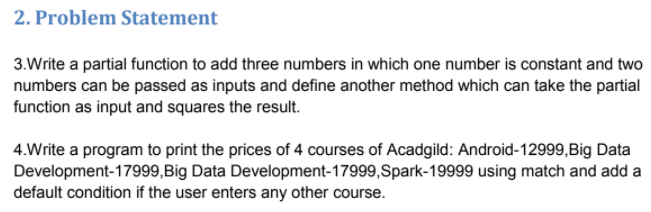 2. Problem Statement
3.Write a partial function to add three numbers in which one number is constant and two
numbers can be passed as inputs and define another method which can take the partial
function as input and squares the result.
4.Write a program to print the prices of 4 courses of Acadgild: Android-12999,Big Data
Development-17999,Big Data Development-17999,Spark-19999 using match and add a
default condition if the user enters any other course.